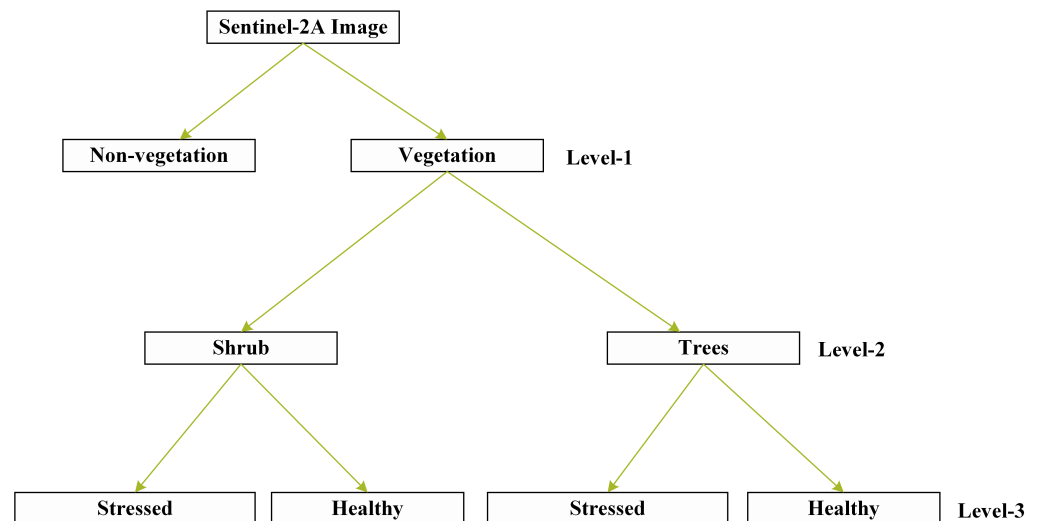 Sentinel-2A Image
Non-vegetation
Vegetation
Level-1
Shrub
Trees
Level-2
Stressed
Healthy
Stressed
Healthy
Level-3